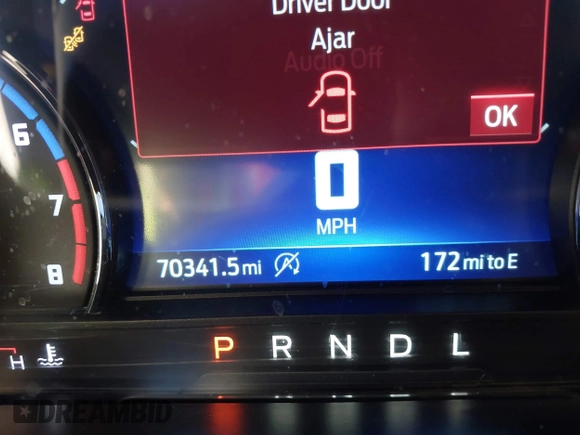 Driver Door
Ajar
Audio Off
OK
6
7
8
0
MPH
70341.5 mi
A
172 mi to E
H
P R N D L
DREAMBID